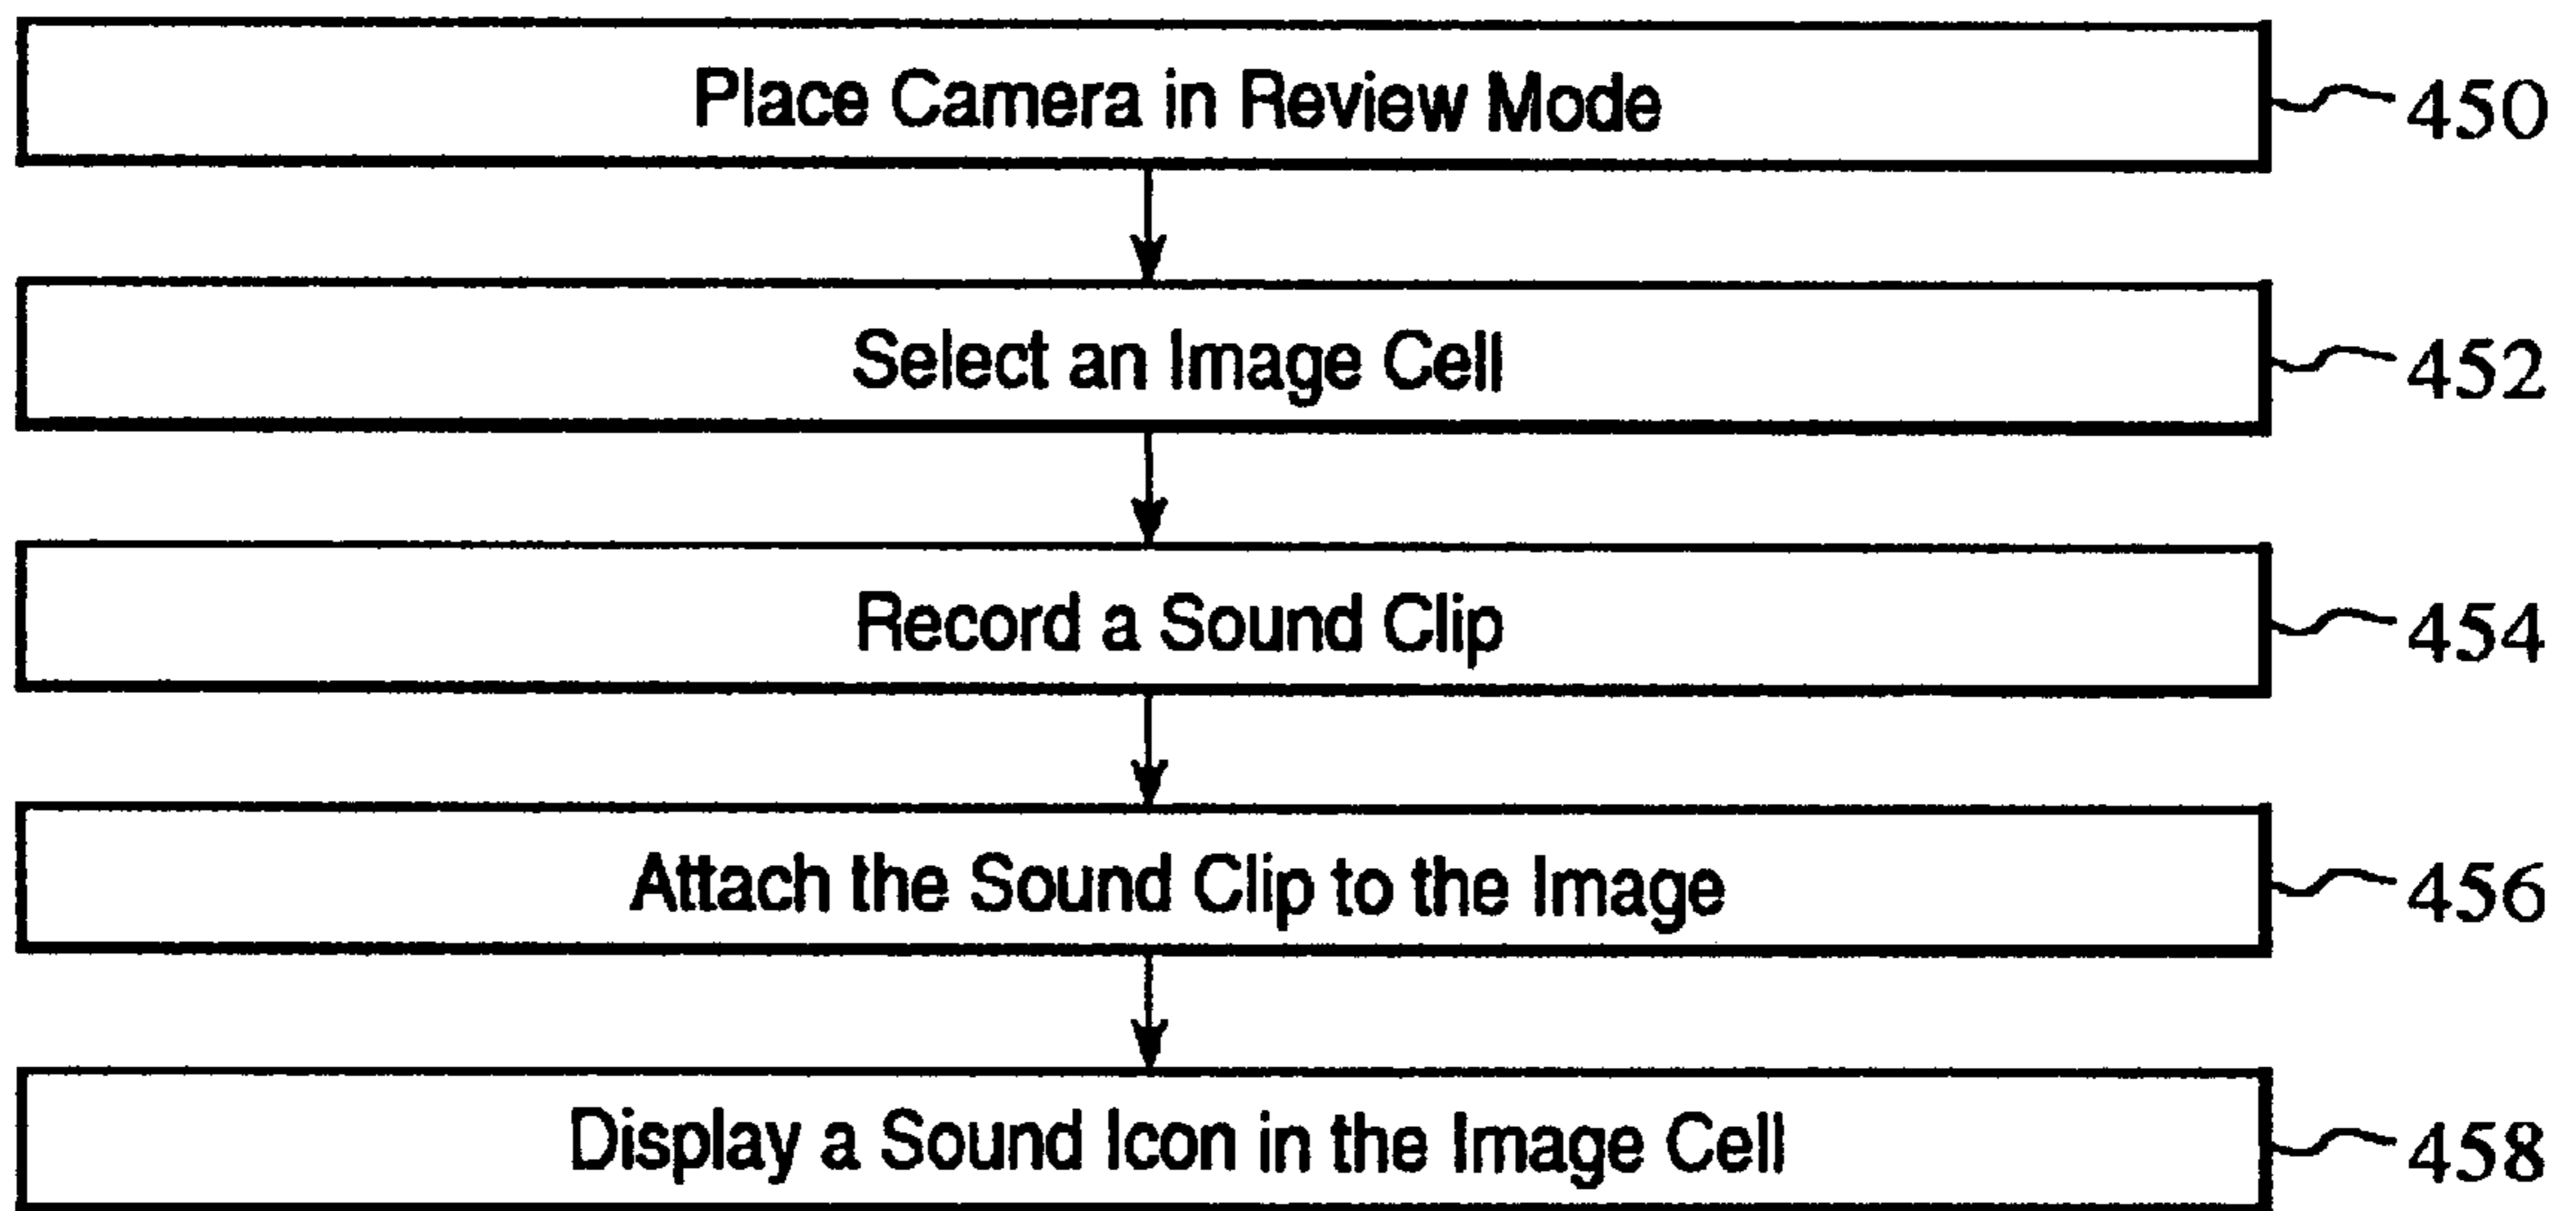 Place Camera in Review Mode 450
Select an Image Cell 452
Record a Sound Clip 454
Attach the Sound Clip to the Image 456
Display a Sound Icon in the Image Cell 458